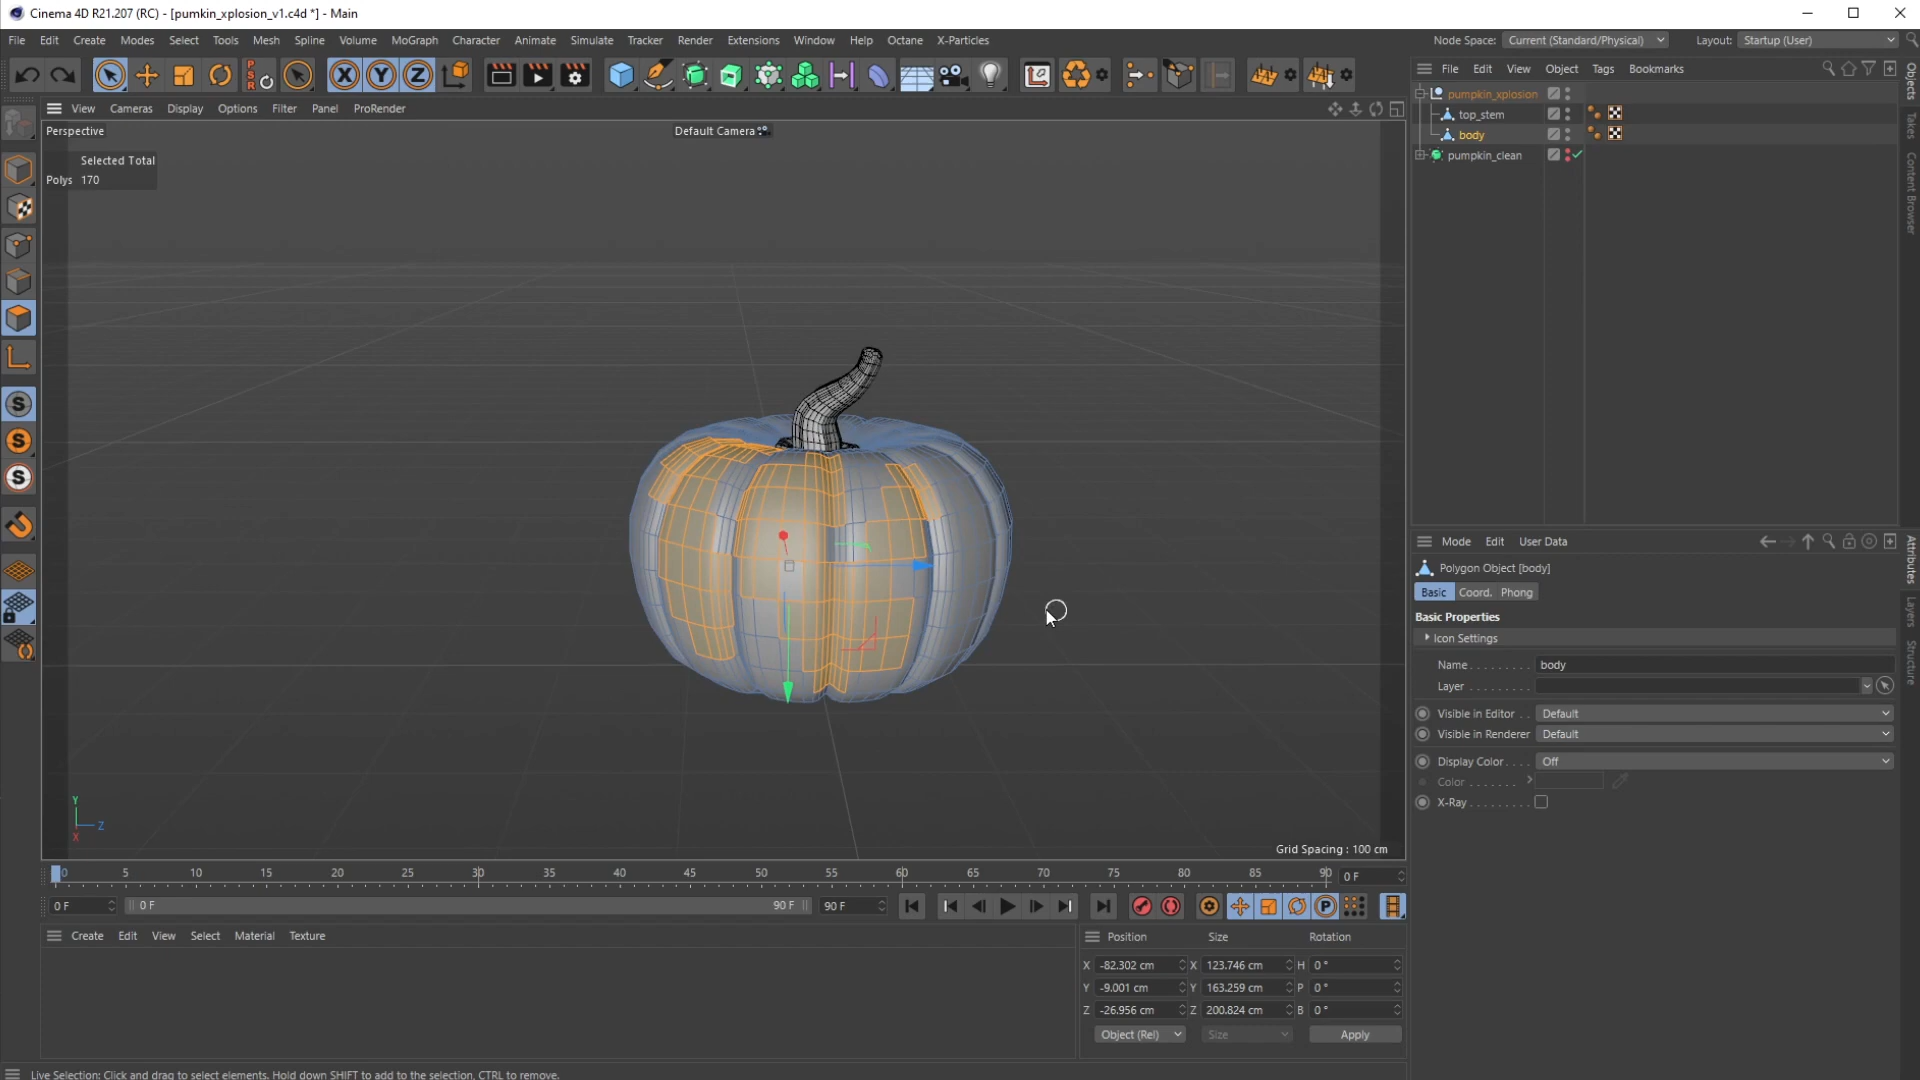 Cinema 4D R21.207 (RC) - [pumkin_xplosion_v1.c4d *] - Main
File Edit Create Modes Select Tools Mesh Spline Volume MoGraph Character Animate Simulate Tracker Render Extensions Window Help Octane X-Particles
Node Space: Current (Standard/Physical) Layout: Startup (User)
PSR X Y Z
File Edit View Object Tags Bookmarks
View Cameras Display Options Filter Panel ProRender
pumpkin_xplosion
top_stem
body
pumpkin_clean
Perspective
Default Camera
Selected Total
Polys 170
S
S
S
Objects
Takes
Content Browser
Mode Edit User Data
Polygon Object [body]
Basic Coord. Phong
Basic Properties
Icon Settings
Name body
Layer
Visible in Editor Default
Visible in Renderer Default
Display Color Off
Color
X-Ray
Attributes
Layers
Structure
Y
Z
X
Grid Spacing : 100 cm
0 5 10 15 20 25 30 35 40 45 50 55 60 65 70 75 80 85 90 0 F
0 F 0 F 90 F 90 F P
Create Edit View Select Material Texture
Position Size Rotation
X -82.302 cm X 123.746 cm H 0 °
Y -9.001 cm Y 163.259 cm P 0 °
Z -26.956 cm Z 200.824 cm B 0 °
Object (Rel) Size Apply
Live Selection: Click and drag to select elements. Hold down SHIFT to add to the selection, CTRL to remove.